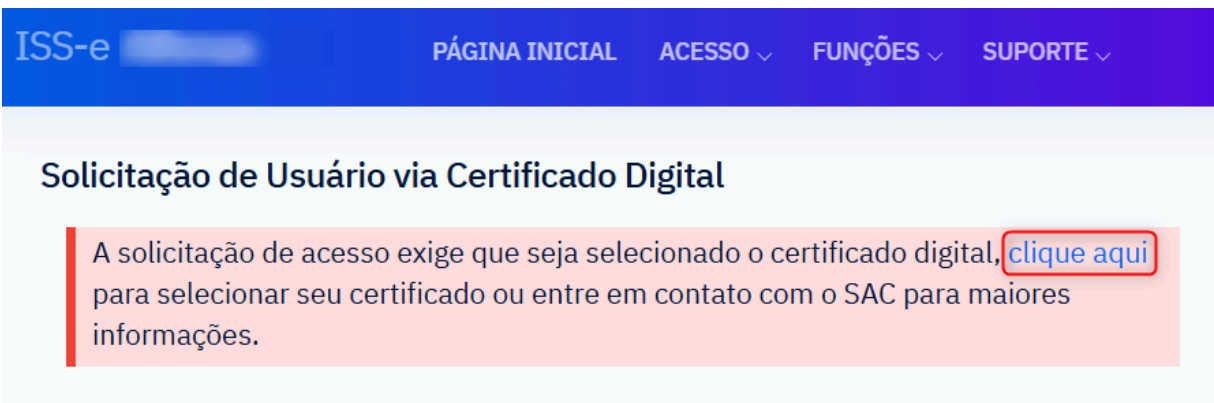 ISS-e
PÁGINA INICIAL ACESSO FUNÇÕES SUPORTE
Solicitação de Usuário via Certificado Digital
A solicitação de acesso exige que seja selecionado o certificado digital, clique aqui
para selecionar seu certificado ou entre em contato com o SAC para maiores
informações.